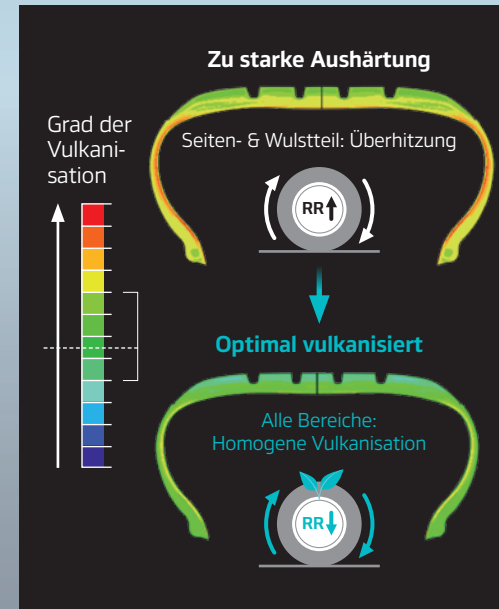 Zu starke Aushärtung
Grad der
Vulkani-
sation
Seiten- & Wulstteil: Überhitzung
RR
Optimal vulkanisiert
Alle Bereiche:
Homogene Vulkanisation
RR